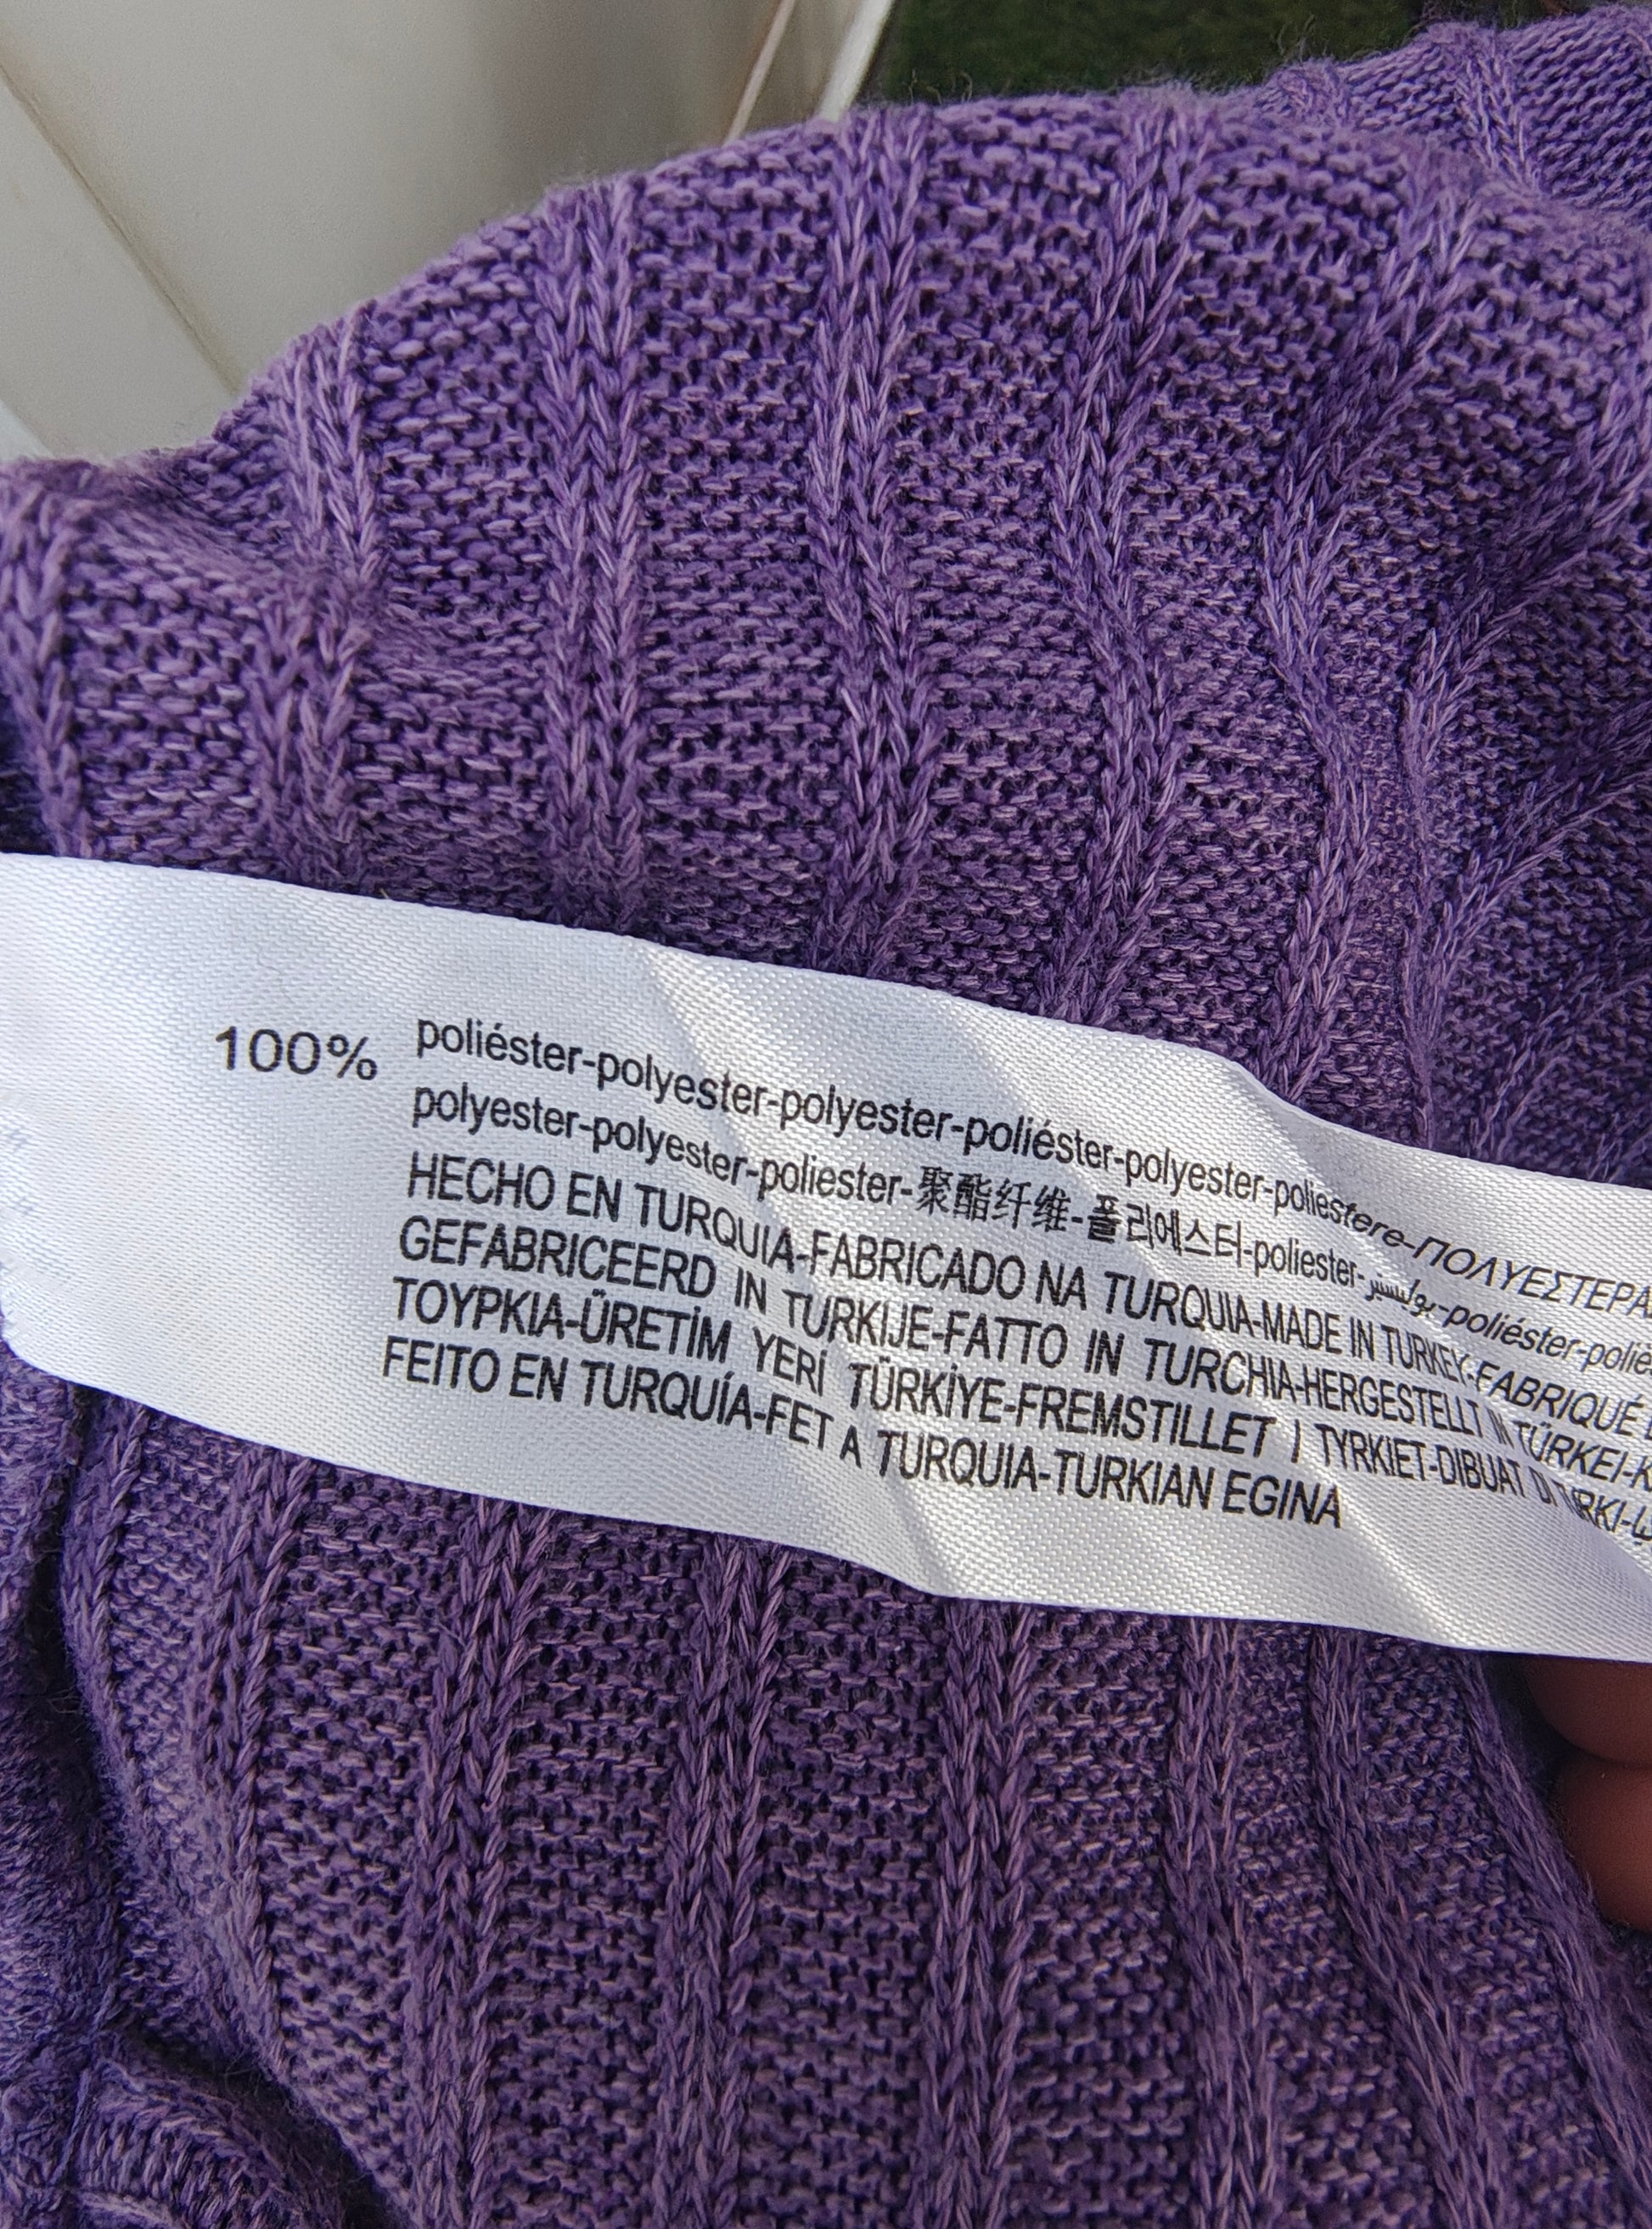 100% poliéster-polyester-polyester-poliéster-polyester-poliestere-ΠΟΛΥΕΣΤΕΡΑ
polyester-polyester-poliester-聚酯纤维-폴리에스터-poliester-بوليستر-poliéster-polié
HECHO EN TURQUIA-FABRICADO NA TURQUIA-MADE IN TURKEY-FABRIQUÉ
GEFABRICEERD IN TURKIJE-FATTO IN TURCHIA-HERGESTELLT IN TÜRKEI-
ΤΟΥΡΚΙΑ-ÜRETİM YERİ TÜRKİYE-FREMSTILLET I TYRKIET-DIBUAT DI TURKI-
FEITO EN TURQUÍA-FET A TURQUIA-TURKIAN EGINA